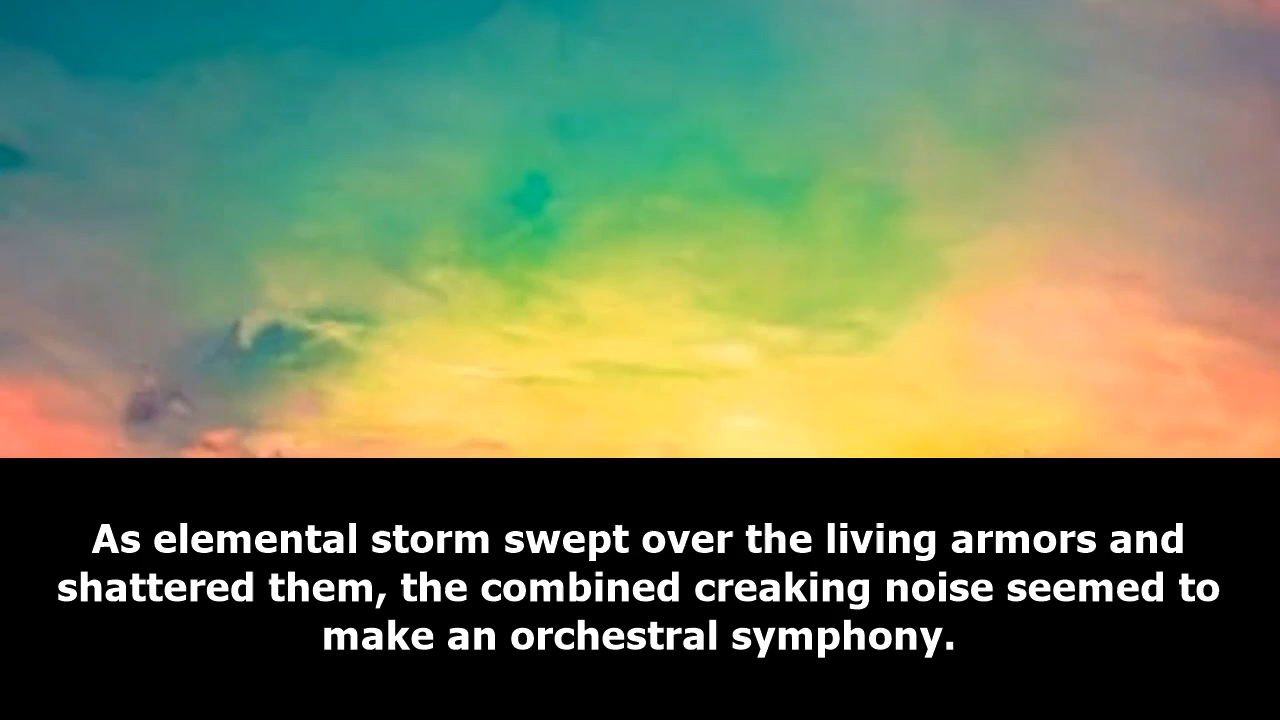 As elemental storm swept over the living armors and
shattered them, the combined creaking noise seemed to
make an orchestral symphony.